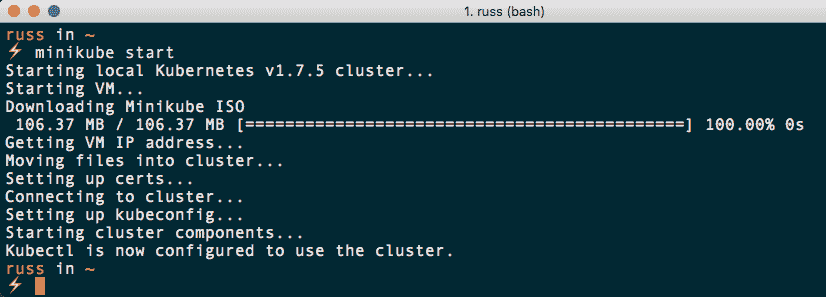 1. russ (bash)
russ in ~
⚡ minikube start
Starting local Kubernetes v1.7.5 cluster...
Starting VM...
Downloading Minikube ISO
 106.37 MB / 106.37 MB [============================================] 100.00% 0s
Getting VM IP address...
Moving files into cluster...
Setting up certs...
Connecting to cluster...
Setting up kubeconfig...
Starting cluster components...
Kubectl is now configured to use the cluster.
russ in ~
⚡